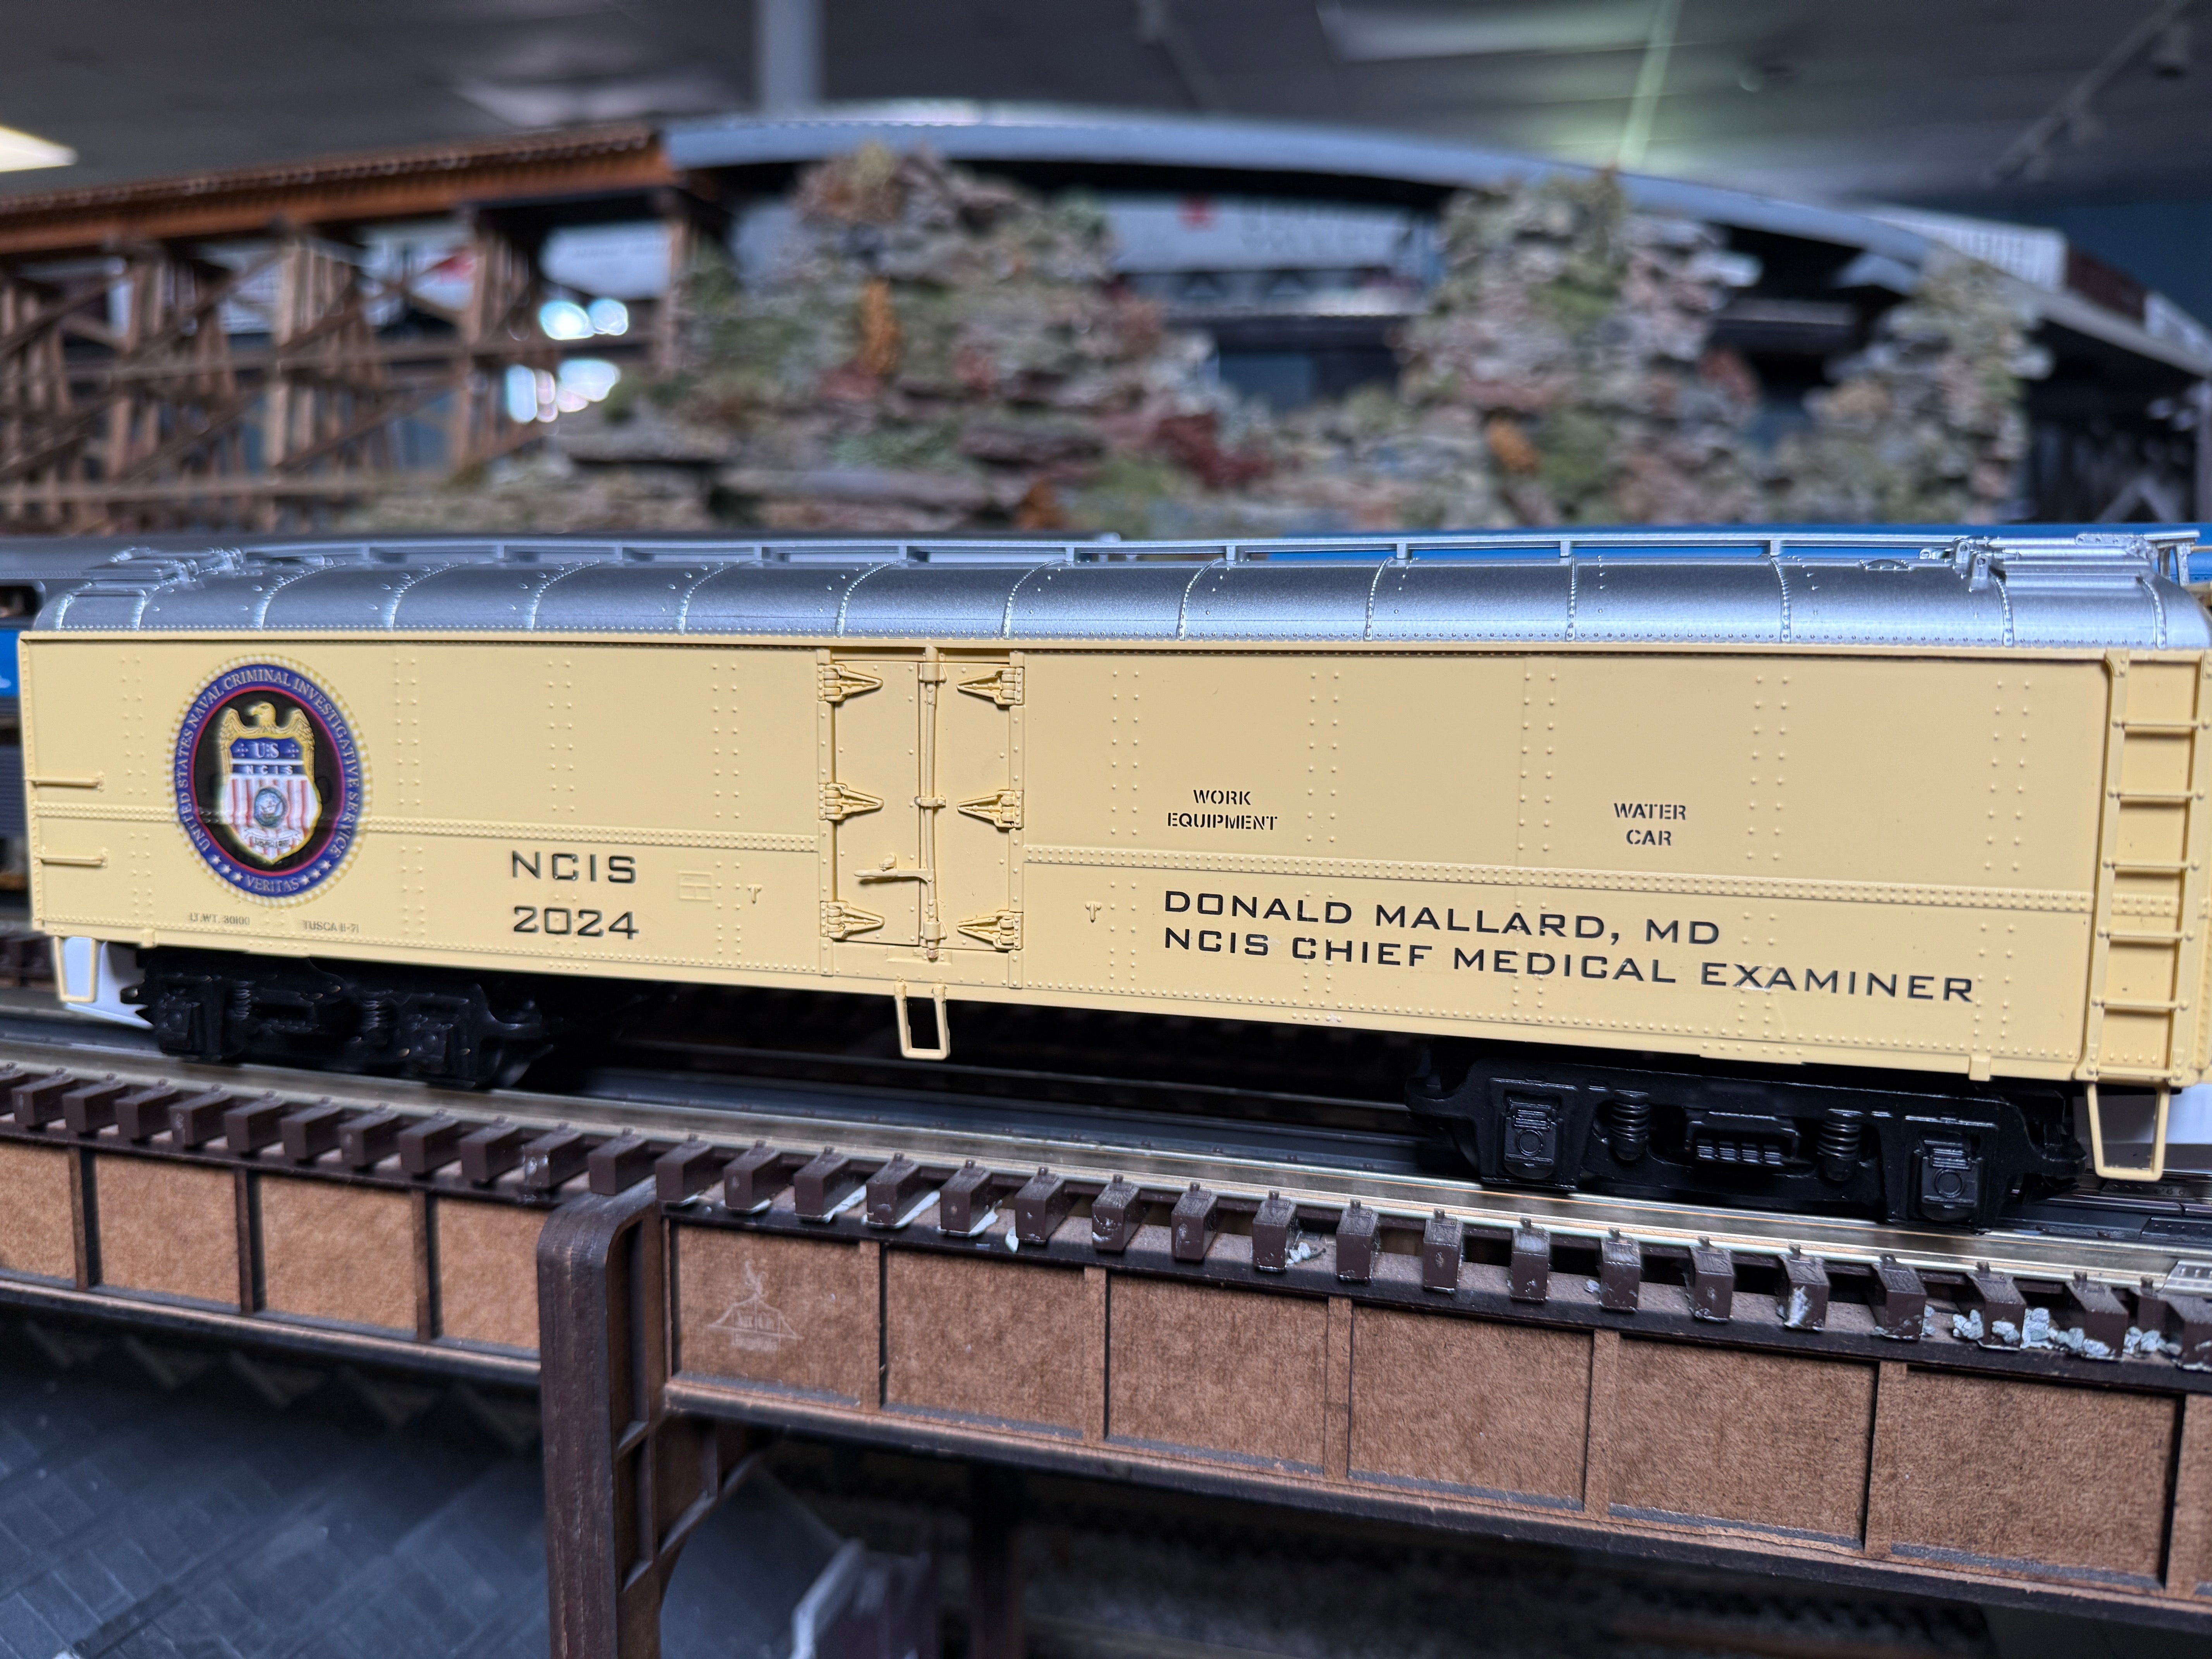 UNITED STATES NAVAL CRIMINAL INVESTIGATIVE SERVICE
U.S
NCIS
VERITAS
LT. WT. 30100
TUSCA 11-71
NCIS
2024
WORK
EQUIPMENT
WATER
CAR
DONALD MALLARD, MD
NCIS CHIEF MEDICAL EXAMINER